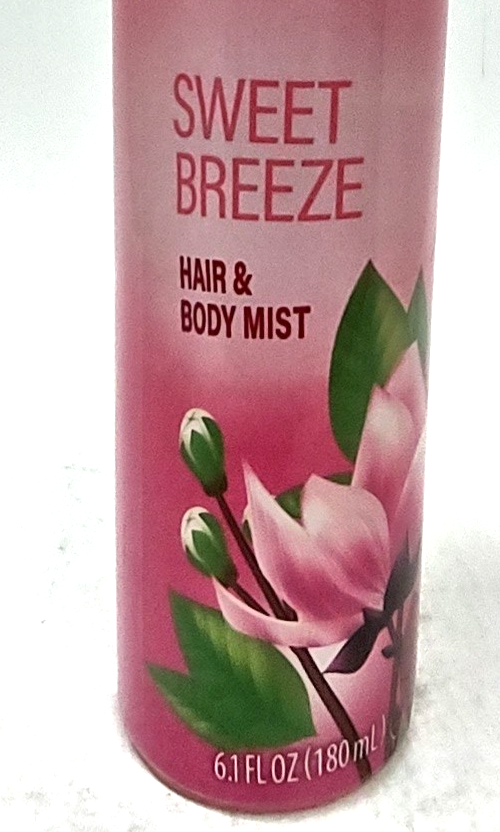 SWEET
BREEZE
HAIR &
BODY MIST
6.1 FL OZ (180 mL)